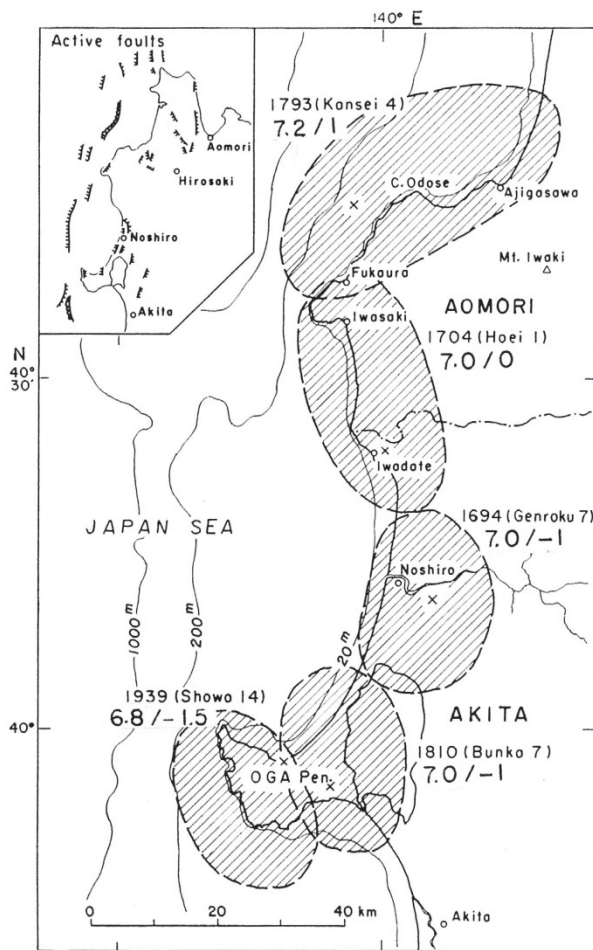 140° E
Active faults
Aomori
Hirosaki
Noshiro
Akita
1793 (Kansei 4)
7.2 / 1
C. Odose
Ajigasawa
Mt. Iwaki
Fukaura
AOMORI
Iwasaki
1704 (Hoei 1)
7.0 / 0
N
40°
30'
Iwadate
1694 (Genroku 7)
7.0 / -1
JAPAN SEA
Noshiro
1000m
200m
20m
1939 (Showa 14)
6.8 / -1.5
AKITA
40°
1810 (Bunka 7)
7.0 / -1
OGA Pen.
0 20 40 km
Akita